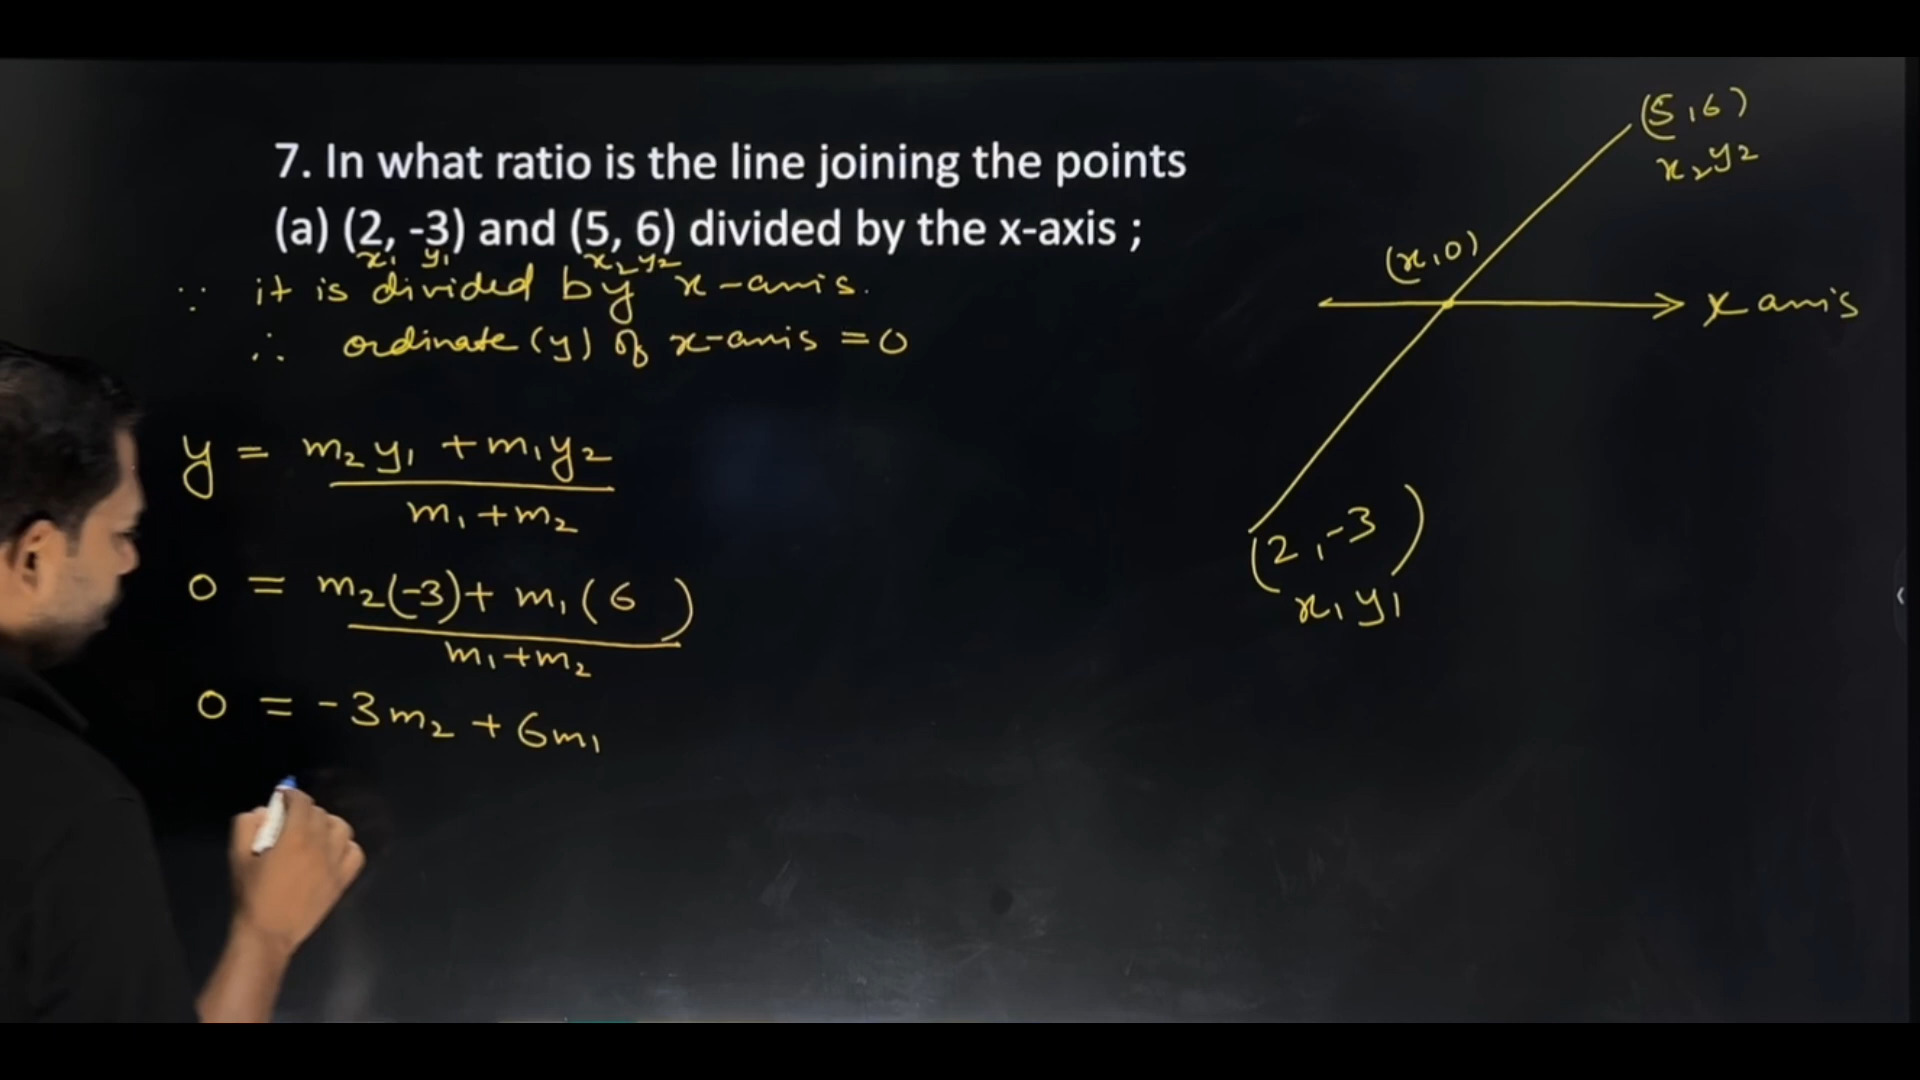 7. In what ratio is the line joining the points
(a) (2, -3) and (5, 6) divided by the x-axis ;
x₁ y₁ x₂ y₂
∵ it is divided by x-axis.
∴ ordinate (y) of x-axis = 0
y = m₂y₁ + m₁y₂
m₁ + m₂
0 = m₂(-3) + m₁(6)
m₁ + m₂
0 = -3m₂ + 6m₁
(5,6)
x₂ y₂
(x,0)
x axis
(2,-3)
x₁ y₁